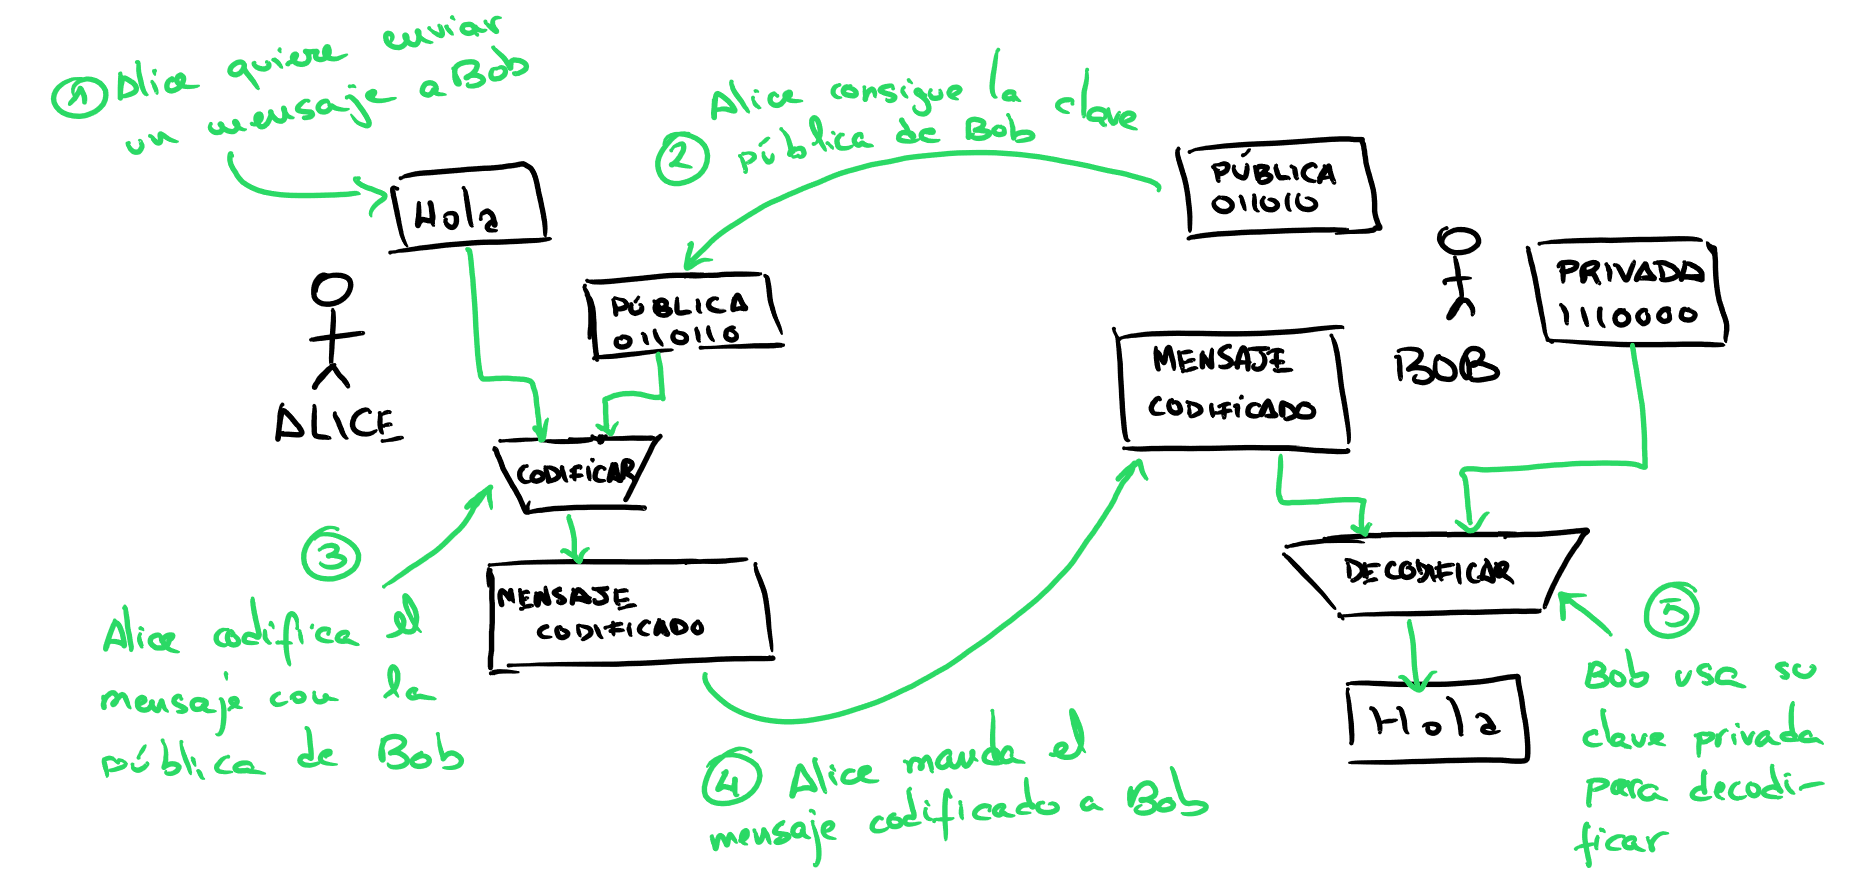 ① Alice quiere enviar
un mensaje a Bob
② Alice consigue la clave
pública de Bob
Hola
PÚBLICA
0110110
ALICE
CODIFICAR
MENSAJE
CODIFICADO
③
Alice codifica el
mensaje con la
pública de Bob
④ Alice manda el
mensaje codificado a Bob
PÚBLICA
011010
BOB
PRIVADA
1110000
MENSAJE
CODIFICADO
DECODIFICAR
Hola
⑤
Bob usa su
clave privada
para decodi-
ficar